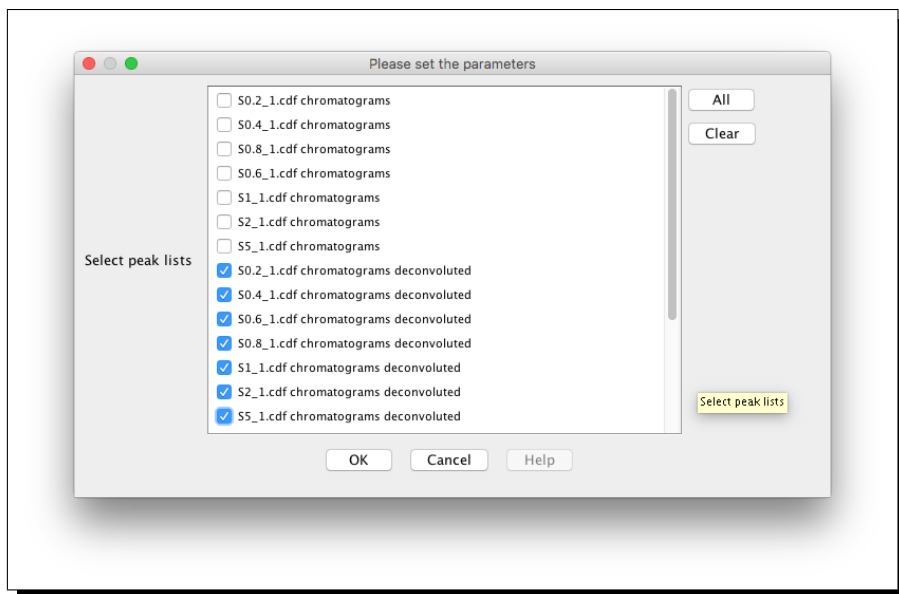 Please set the parameters
Select peak lists
S0.2_1.cdf chromatograms
S0.4_1.cdf chromatograms
S0.8_1.cdf chromatograms
S0.6_1.cdf chromatograms
S1_1.cdf chromatograms
S2_1.cdf chromatograms
S5_1.cdf chromatograms
S0.2_1.cdf chromatograms deconvoluted
S0.4_1.cdf chromatograms deconvoluted
S0.6_1.cdf chromatograms deconvoluted
S0.8_1.cdf chromatograms deconvoluted
S1_1.cdf chromatograms deconvoluted
S2_1.cdf chromatograms deconvoluted
S5_1.cdf chromatograms deconvoluted
All
Clear
Select peak lists
OK Cancel Help